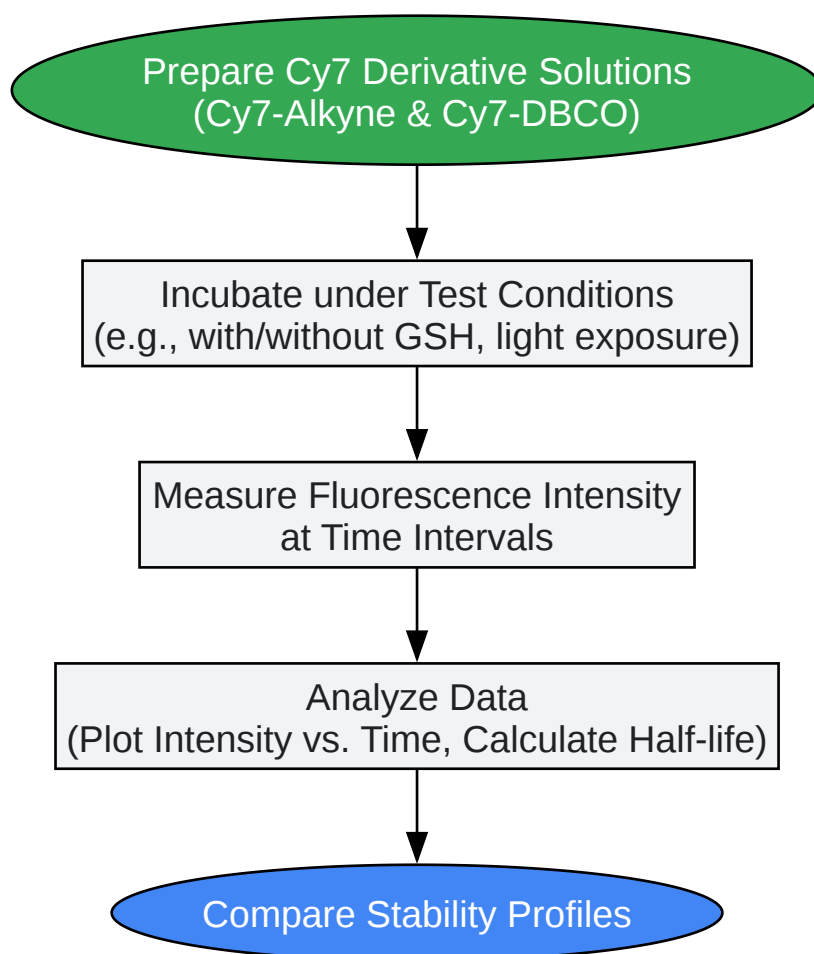 Prepare Cy7 Derivative Solutions
(Cy7-Alkyne & Cy7-DBCO)
Incubate under Test Conditions
(e.g., with/without GSH, light exposure)
Measure Fluorescence Intensity
at Time Intervals
Analyze Data
(Plot Intensity vs. Time, Calculate Half-life)
Compare Stability Profiles